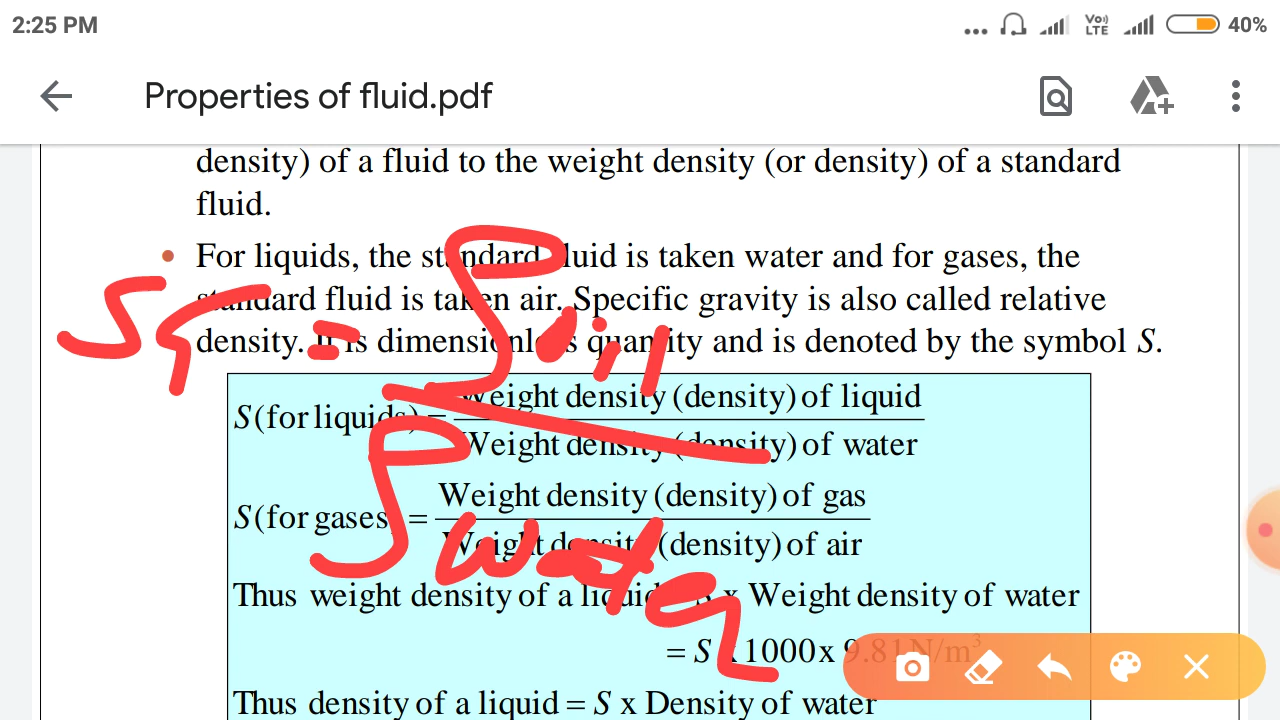 2:25 PM
Vo) LTE
40%
Properties of fluid.pdf
density) of a fluid to the weight density (or density) of a standard
fluid.
• For liquids, the standard fluid is taken water and for gases, the
standard fluid is taken air. Specific gravity is also called relative
density. It is dimensionless quantity and is denoted by the symbol S.
S(for liquids) = Weight density (density) of liquid
Weight density (density) of water
S(for gases) = Weight density (density) of gas
Weight density (density) of air
Thus weight density of a liquid = S x Weight density of water
= S x 1000 x 9.81 N/m³
Thus density of a liquid = S x Density of water
= oil
water